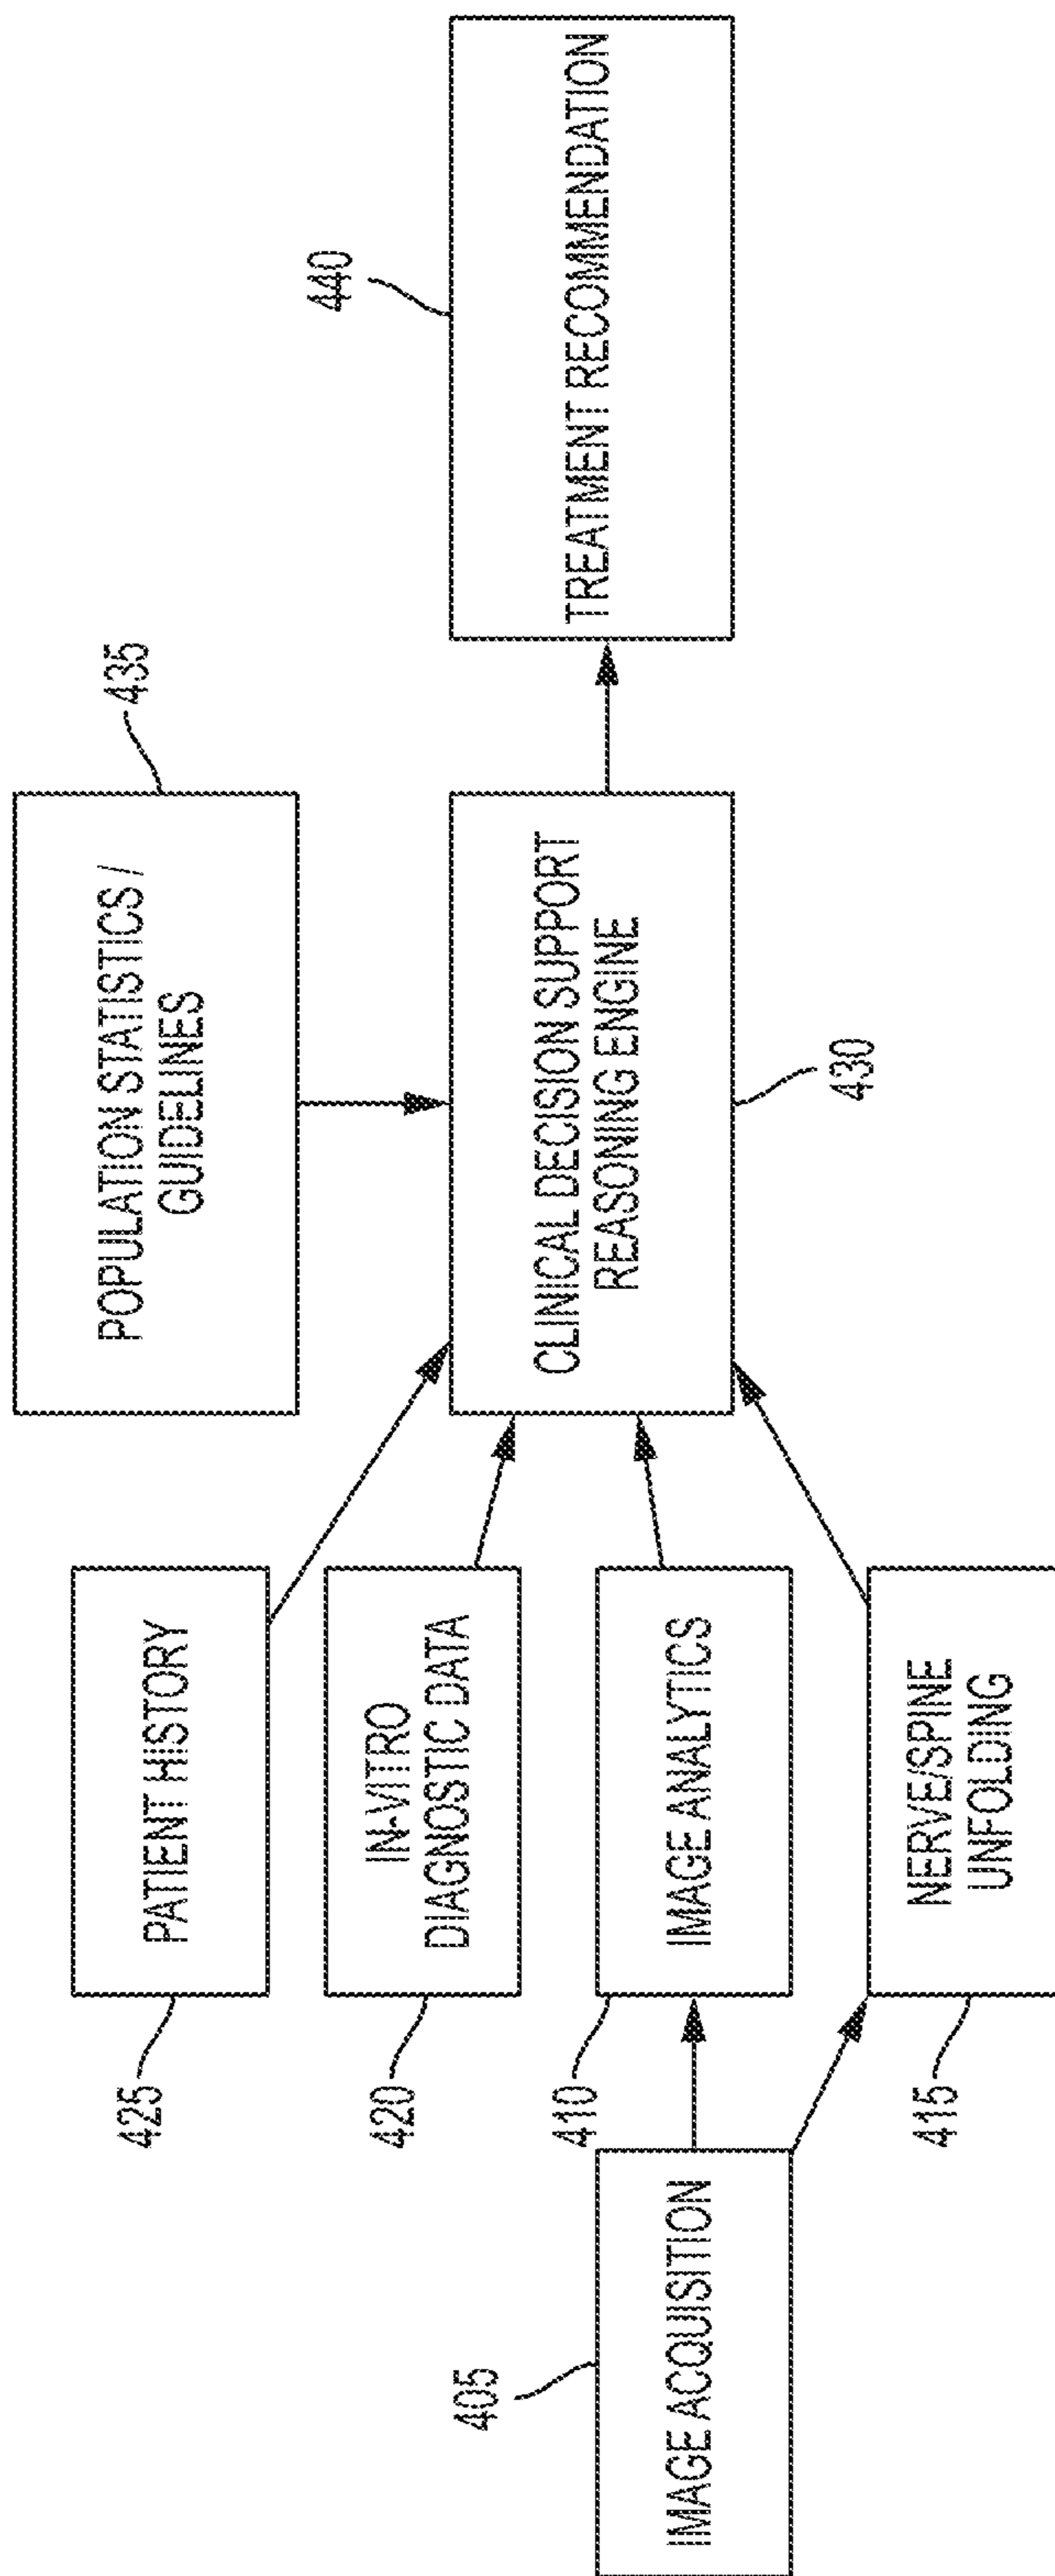 435
POPULATION STATISTICS /
GUIDELINES
440
425
PATIENT HISTORY
420
IN-VITRO
DIAGNOSTIC DATA
CLINICAL DECISION SUPPORT
REASONING ENGINE
430
TREATMENT RECOMMENDATION
405
IMAGE ACQUISITION
410
IMAGE ANALYTICS
415
NERVE/SPINE
UNFOLDING